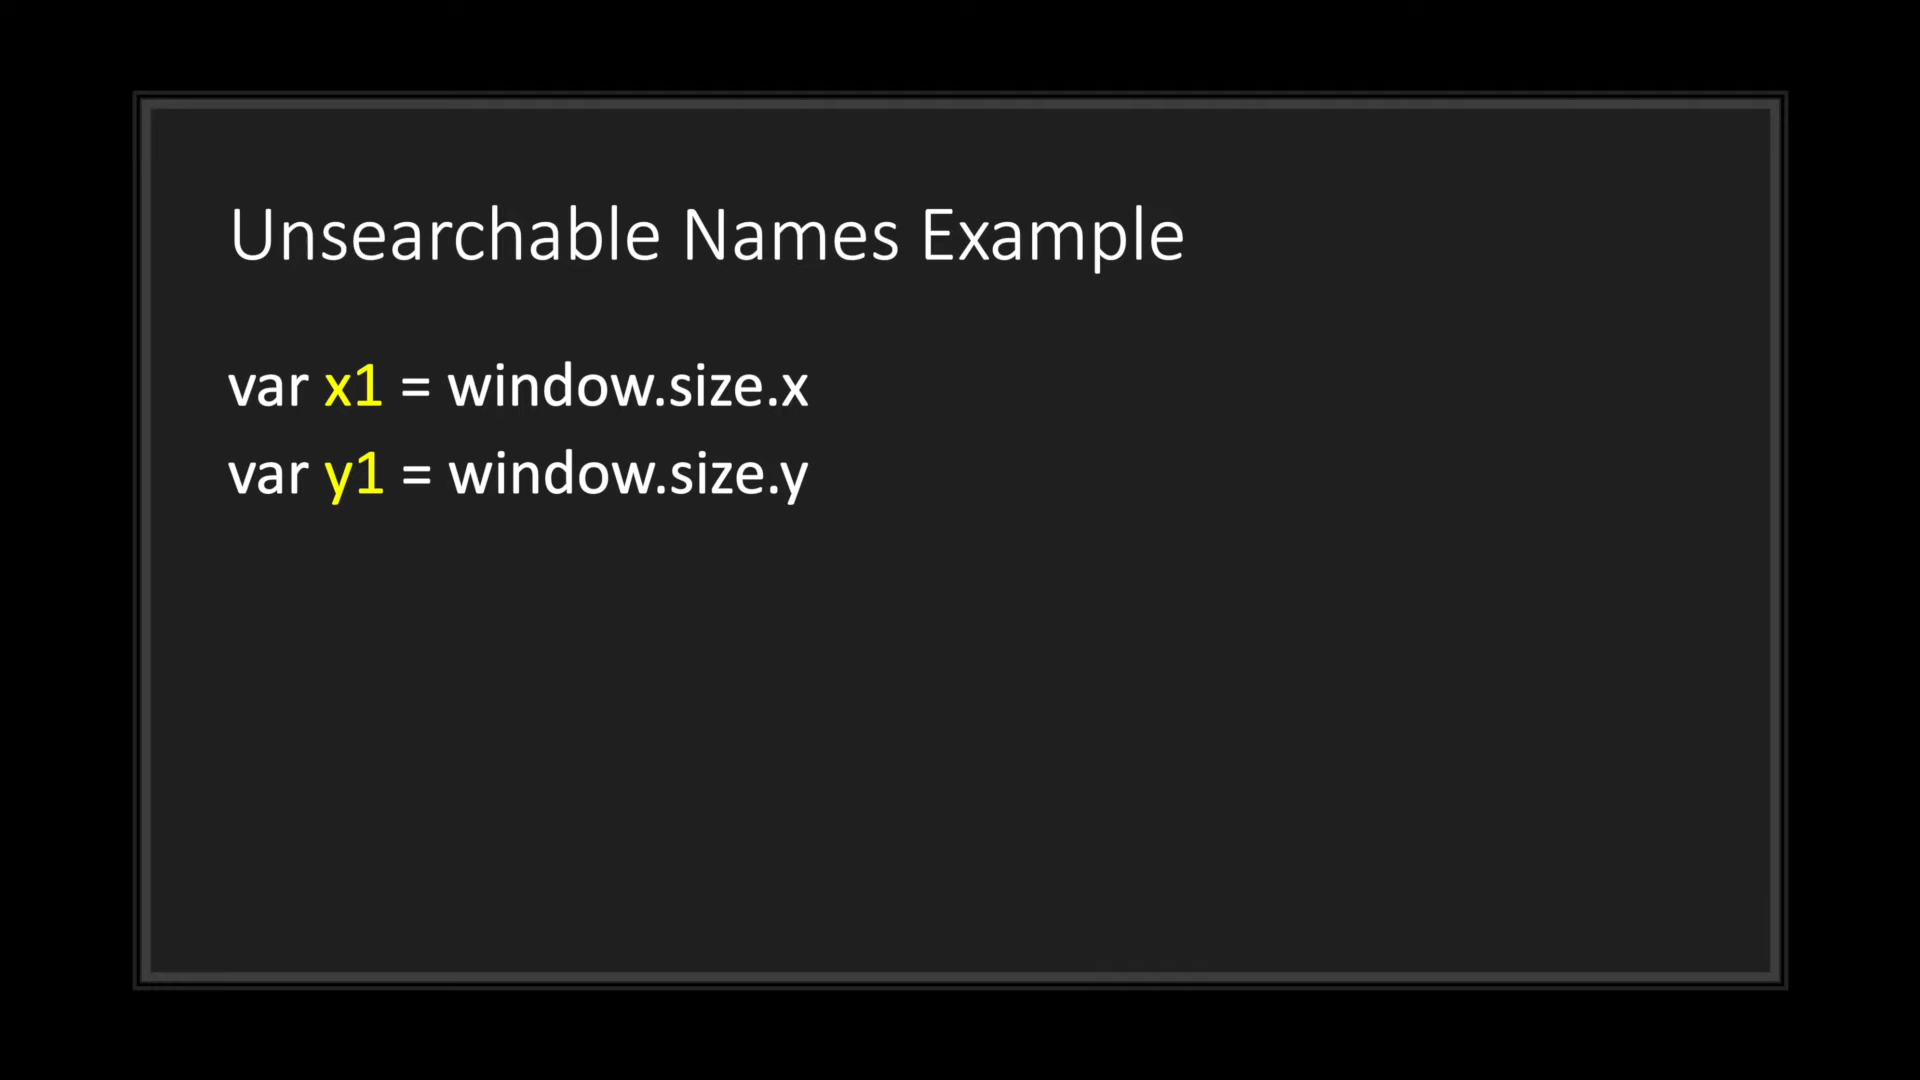 Unsearchable Names Example
var x1 = window.size.x
var y1 = window.size.y